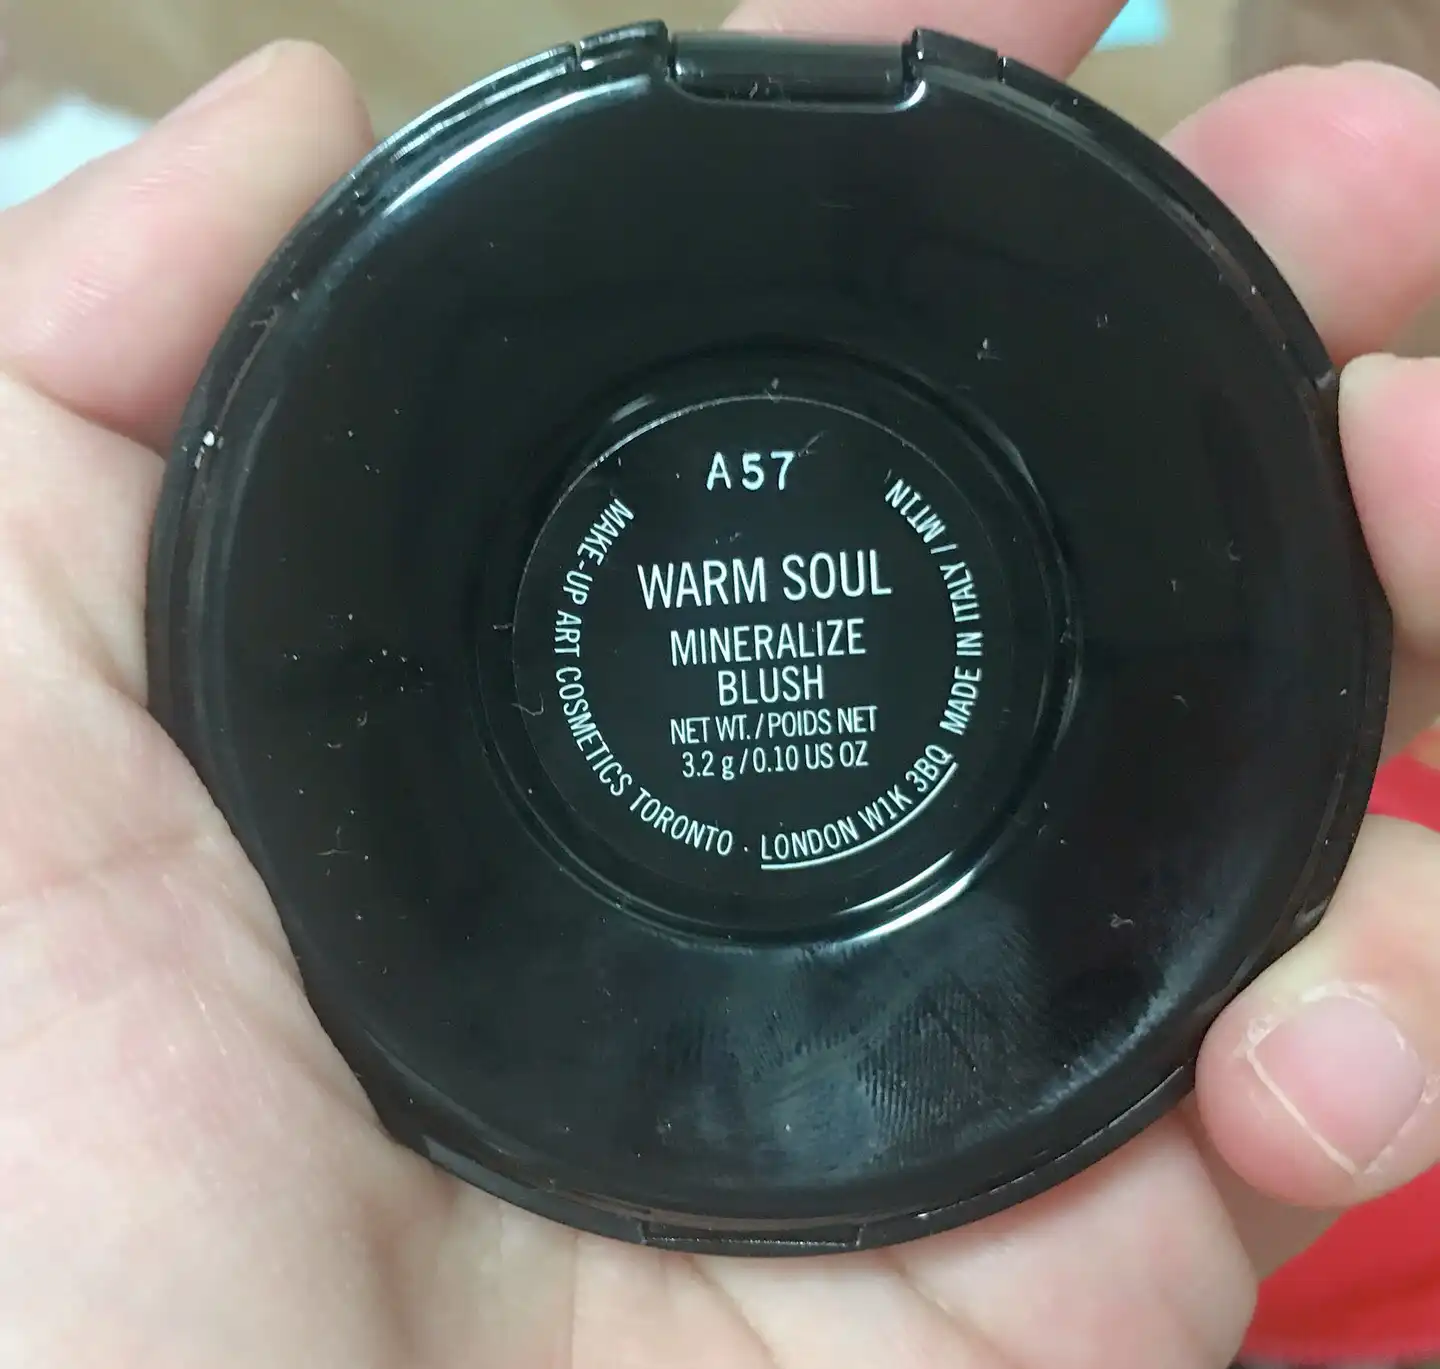 A57
WARM SOUL
MINERALIZE
BLUSH
NET WT. / POIDS NET
3.2 g / 0.10 US OZ
MAKE-UP ART COSMETICS TORONTO · LONDON W1K 3BQ MADE IN ITALY / MT1N